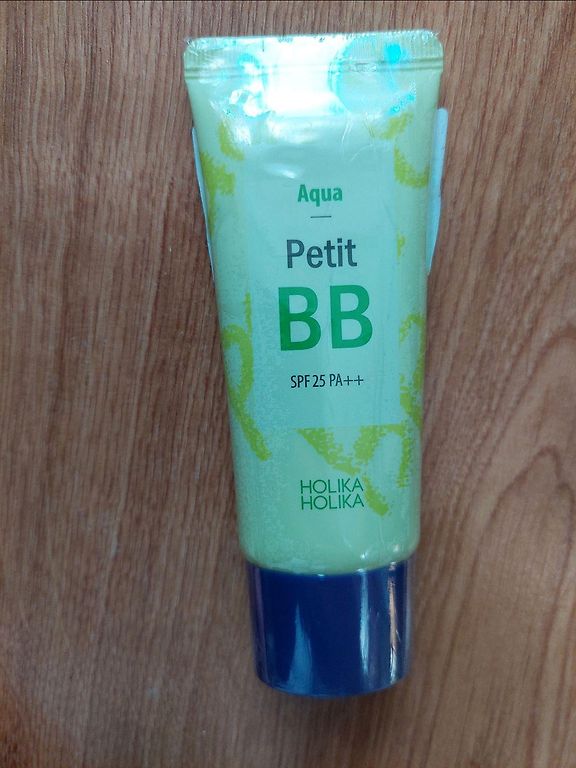 Aqua
Petit
BB
SPF 25 PA++
HOLIKA
HOLIKA